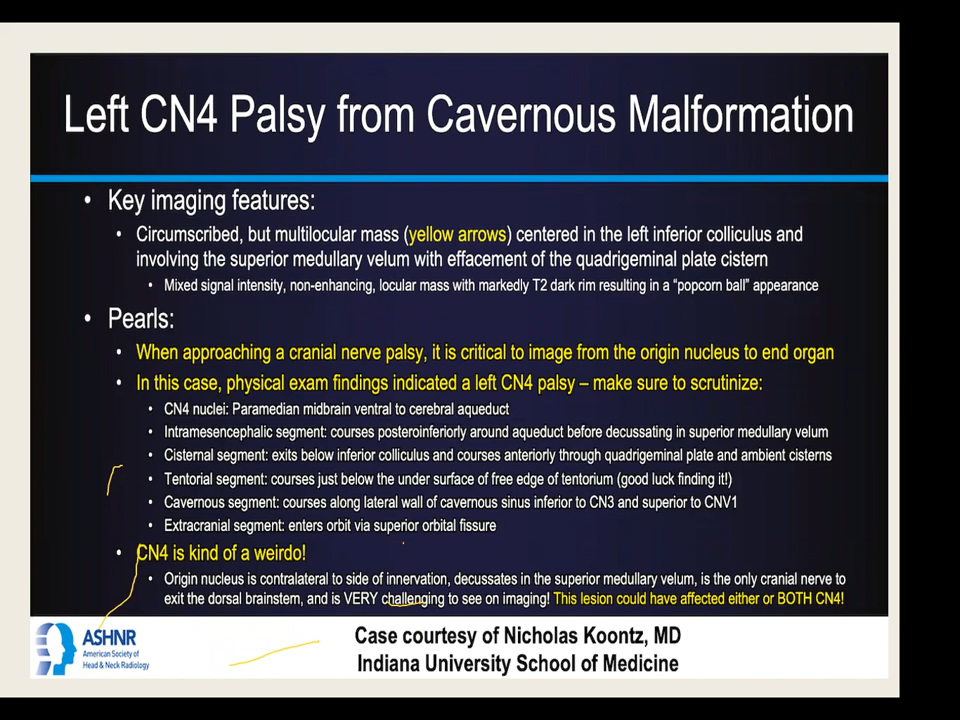 Left CN4 Palsy from Cavernous Malformation
• Key imaging features:
• Circumscribed, but multilocular mass (yellow arrows) centered in the left inferior colliculus and
involving the superior medullary velum with effacement of the quadrigeminal plate cistern
• Mixed signal intensity, non-enhancing, locular mass with markedly T2 dark rim resulting in a “popcorn ball” appearance
• Pearls:
• When approaching a cranial nerve palsy, it is critical to image from the origin nucleus to end organ
• In this case, physical exam findings indicated a left CN4 palsy – make sure to scrutinize:
• CN4 nuclei: Paramedian midbrain ventral to cerebral aqueduct
• Intramesencephalic segment: courses posteroinferiorly around aqueduct before decussating in superior medullary velum
• Cisternal segment: exits below inferior colliculus and courses anteriorly through quadrigeminal plate and ambient cisterns
• Tentorial segment: courses just below the under surface of free edge of tentorium (good luck finding it!)
• Cavernous segment: courses along lateral wall of cavernous sinus inferior to CN3 and superior to CNV1
• Extracranial segment: enters orbit via superior orbital fissure
• CN4 is kind of a weirdo!
• Origin nucleus is contralateral to side of innervation, decussates in the superior medullary velum, is the only cranial nerve to
exit the dorsal brainstem, and is VERY challenging to see on imaging! This lesion could have affected either or BOTH CN4!
ASHNR
American Society of
Head & Neck Radiology
Case courtesy of Nicholas Koontz, MD
Indiana University School of Medicine